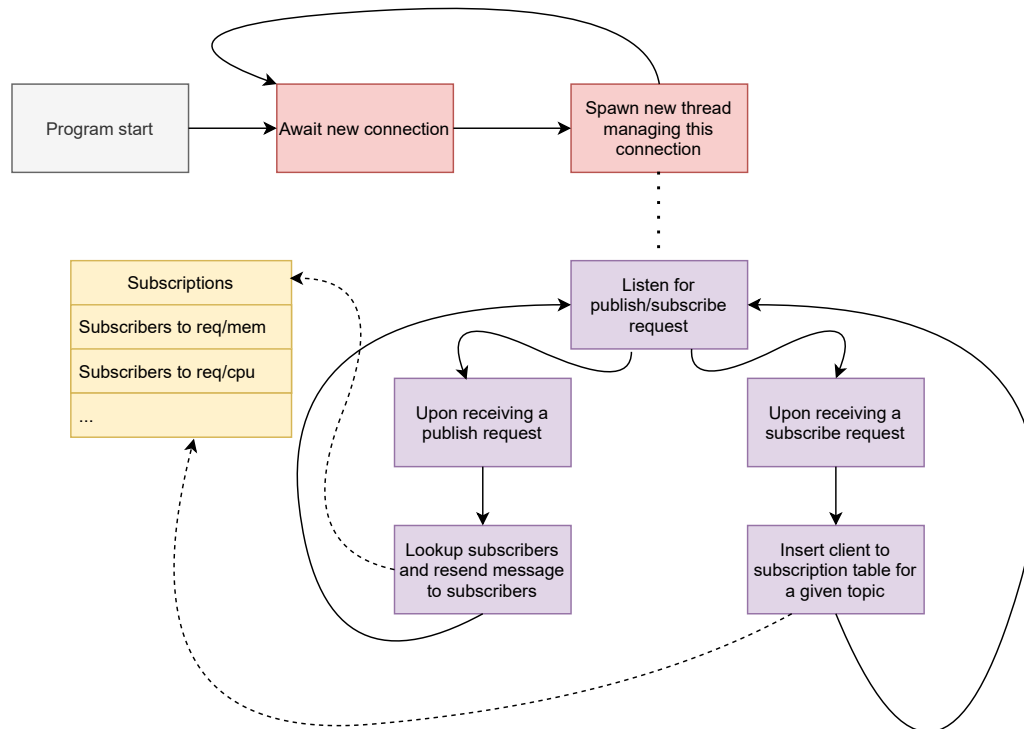 Program start
Await new connection
Spawn new thread
managing this
connection
Subscriptions
Subscribers to req/mem
Subscribers to req/cpu
...
Listen for
publish/subscribe
request
Upon receiving a
publish request
Upon receiving a
subscribe request
Lookup subscribers
and resend message
to subscribers
Insert client to
subscription table for
a given topic